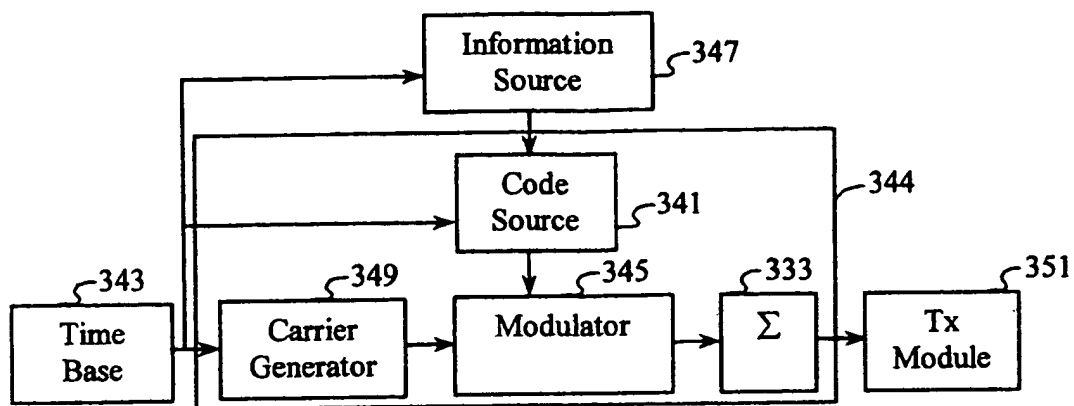 Information
Source
347
Code
Source
341
344
343
Time
Base
349
Carrier
Generator
345
Modulator
333
Σ
351
Tx
Module